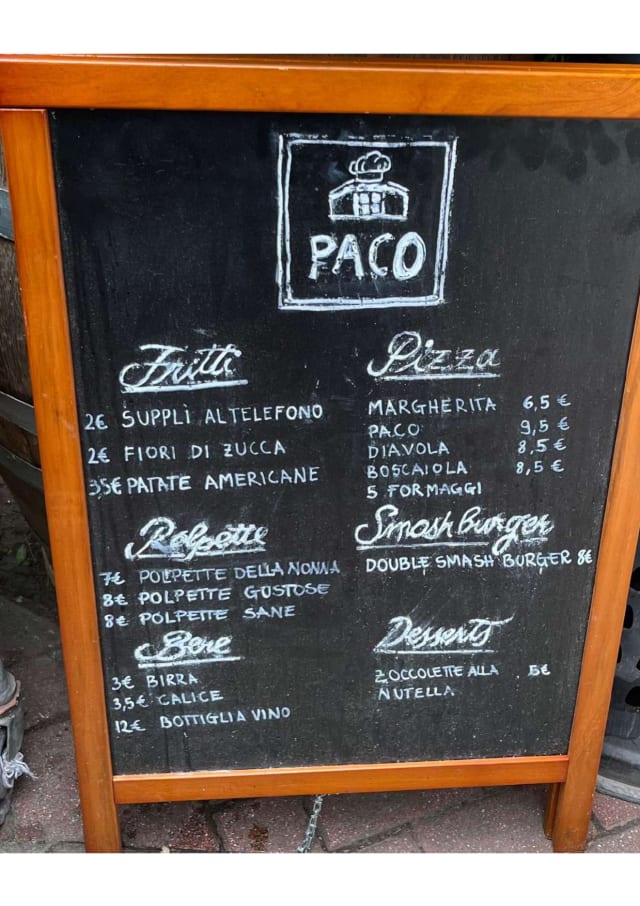 PACO
Fritti
2€ SUPPLÌ AL TELEFONO
2€ FIORI DI ZUCCA
3,5€ PATATE AMERICANE
Polpette
7€ POLPETTE DELLA NONNA
8€ POLPETTE GUSTOSE
8€ POLPETTE SANE
Bere
3€ BIRRA
3,5€ CALICE
12€ BOTTIGLIA VINO
Pizza
MARGHERITA 6,5 €
PACO 9,5 €
DIAVOLA 8,5 €
BOSCAIOLA 8,5 €
5 FORMAGGI
Smash Burger
DOUBLE SMASH BURGER 8€
Desserts
ZOCCOLETTE ALLA 5€
NUTELLA